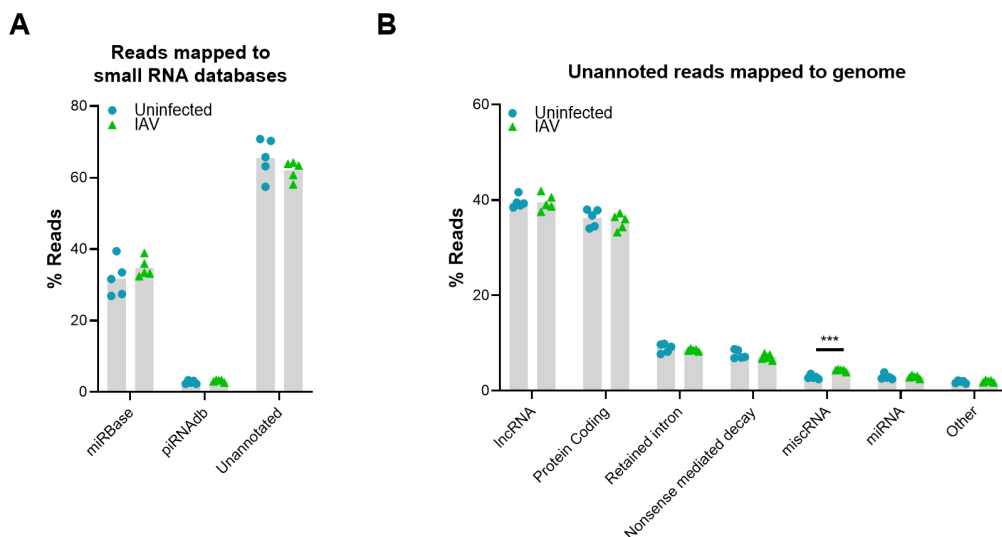 A
Reads mapped to
small RNA databases
Uninfected
IAV
% Reads
80
60
40
20
0
miRBase
piRNAdb
Unannotated
B
Unannoted reads mapped to genome
Uninfected
IAV
% Reads
60
40
20
0
***
lncRNA
Protein Coding
Retained intron
Nonsense mediated decay
miscRNA
miRNA
Other